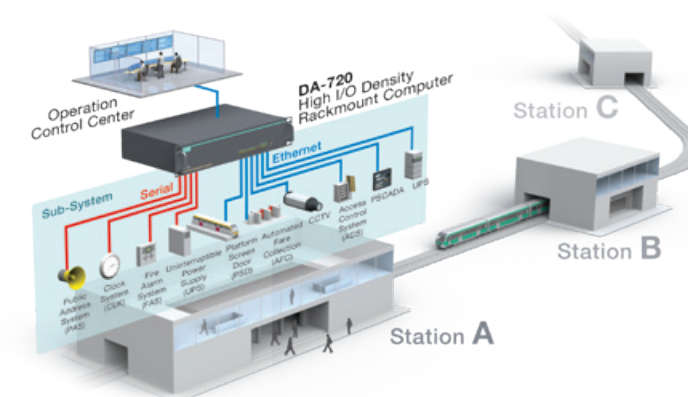 Operation
Control Center
DA-720
High I/O Density
Rackmount Computer
Station C
Sub-System
Serial
Ethernet
Public
Address
System
(PAS)
Clock
System
(CLK)
Fire
Alarm
System
(FAS)
Uninterruptible
Power
Supply
(UPS)
Platform
Screen
Door
(PSD)
Automated
Fare
Collection
(AFC)
CCTV
Access
Control
System
(ACS)
PSCADA
UPS
Station B
Station A